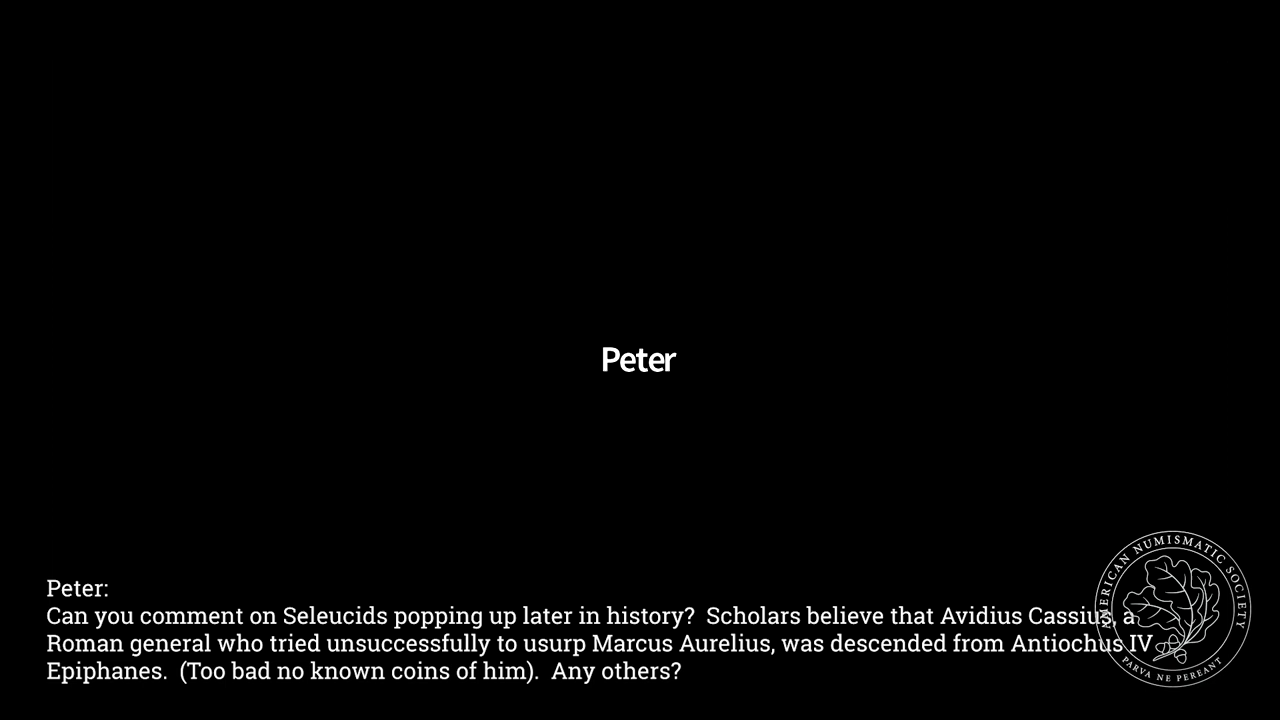 Peter
Peter:
Can you comment on Seleucids popping up later in history?  Scholars believe that Avidius Cassius, a
Roman general who tried unsuccessfully to usurp Marcus Aurelius, was descended from Antiochus IV
Epiphanes.  (Too bad no known coins of him).  Any others?
AMERICAN NUMISMATIC SOCIETY
PARVA NE PEREANT